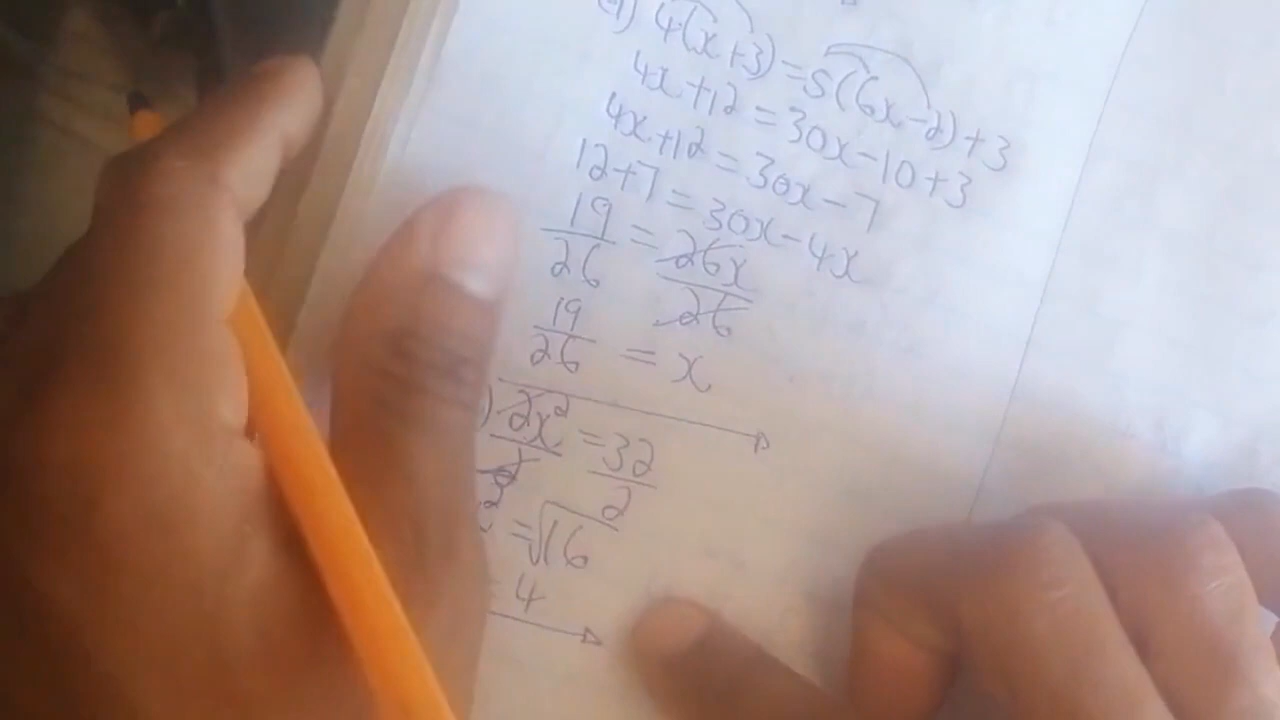 4(x+3) = 5(6x-2)+3
4x+12 = 30x-10+3
4x+12 = 30x-7
12+7 = 30x-4x
19/26 = 26x/26
19/26 = x
) 2x²/2 = 32/2
² = √16
= 4